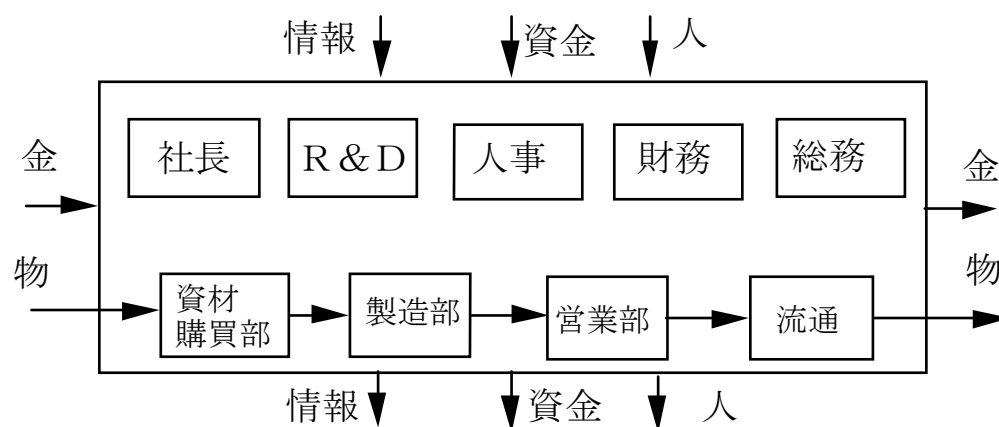 情報 資金 人
社長 R&D 人事 財務 総務
金 金
物 物
資材
購買部 製造部 営業部 流通
情報 資金 人